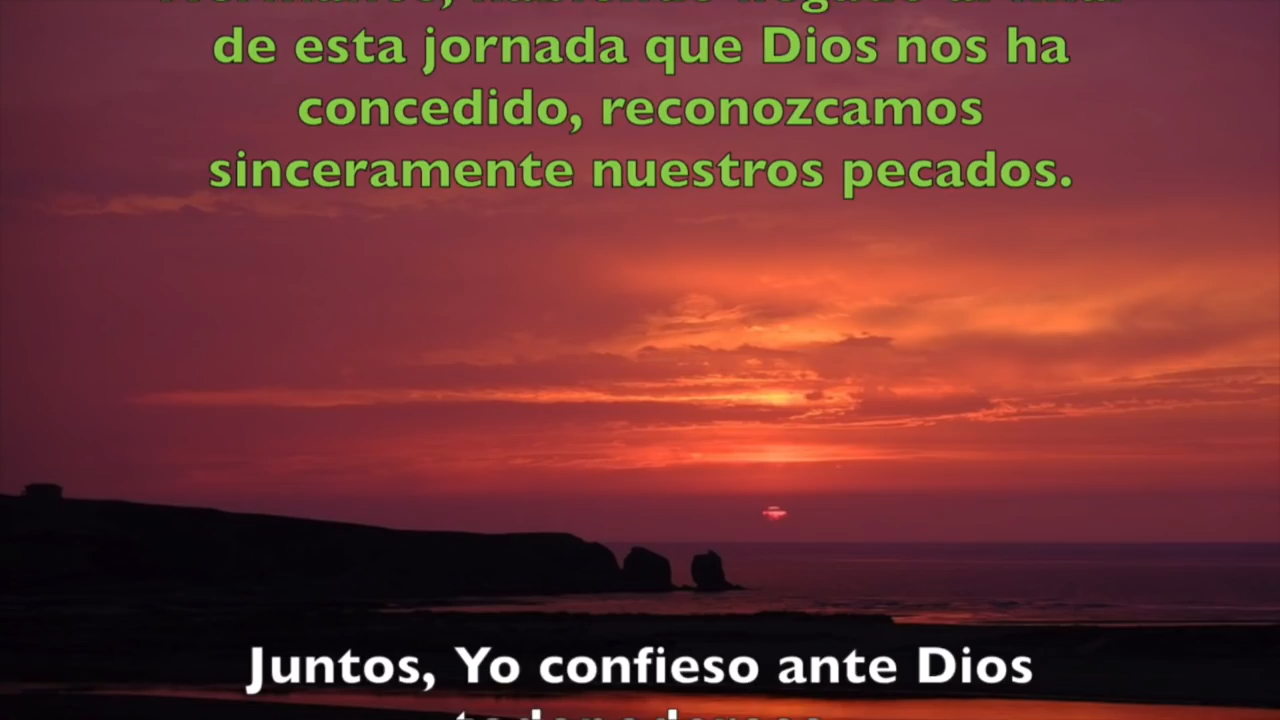 de esta jornada que Dios nos ha
concedido, reconozcamos
sinceramente nuestros pecados.
Juntos, Yo confieso ante Dios